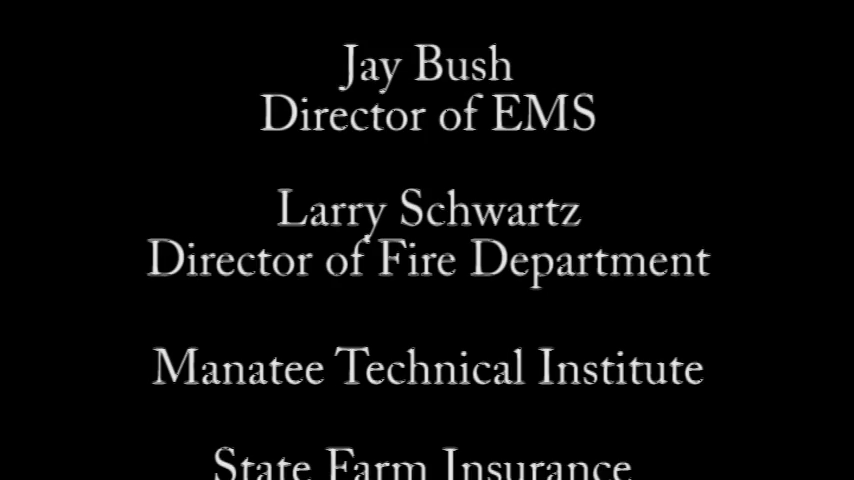 Jay Bush
Director of EMS
Larry Schwartz
Director of Fire Department
Manatee Technical Institute
State Farm Insurance